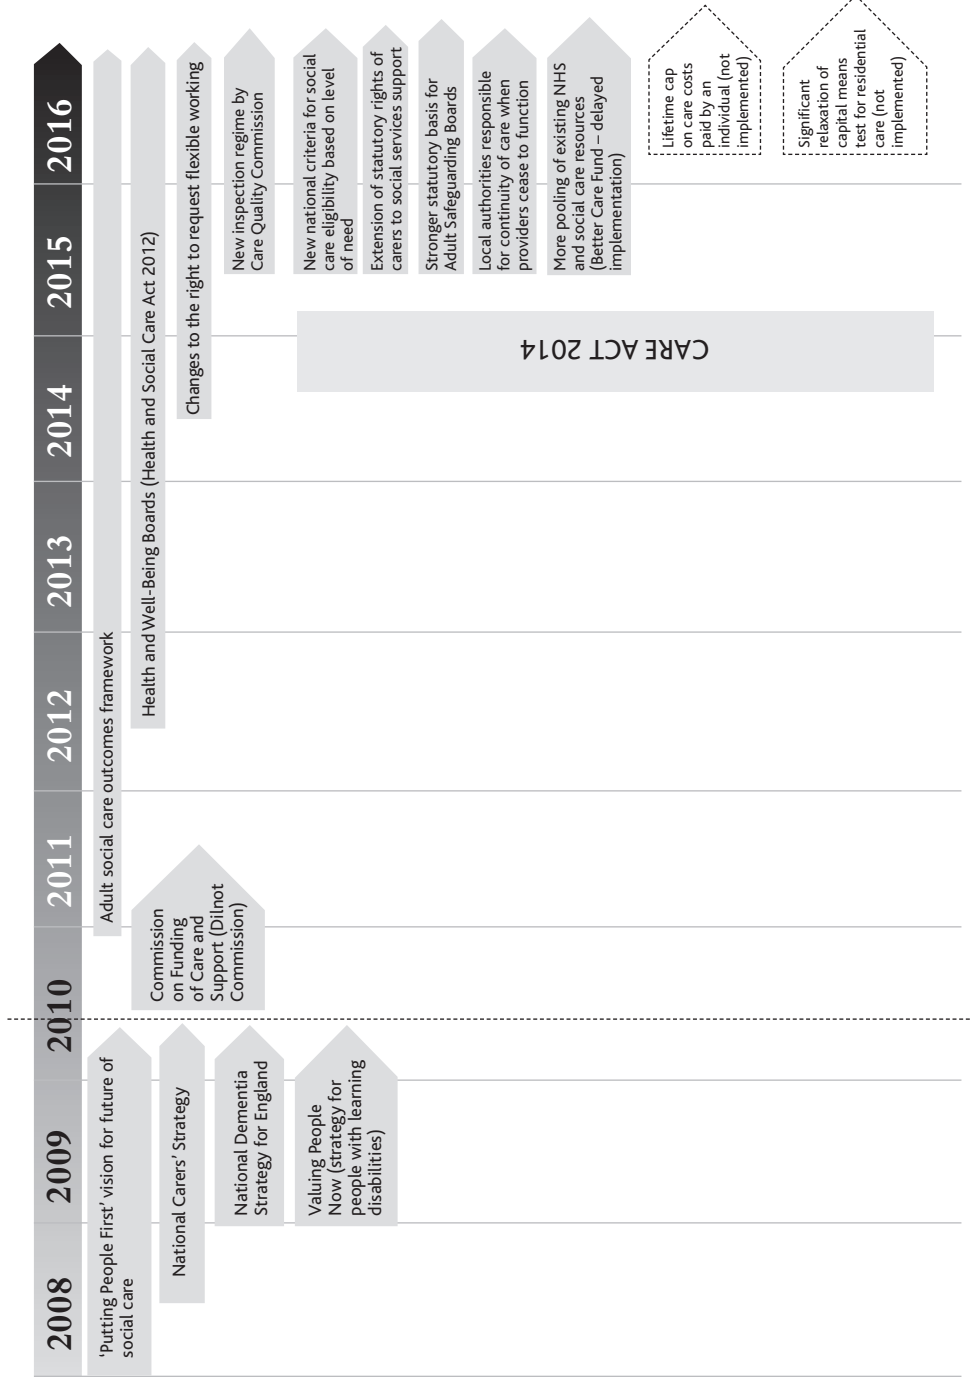 2008
2009
2010
2011
2012
2013
2014
2015
2016
‘Putting People First’ vision for future of
social care
National Carers’ Strategy
National Dementia
Strategy for England
Valuing People
Now (strategy for
people with learning
disabilities)
Adult social care outcomes framework
Commission
on Funding
of Care and
Support (Dilnot
Commission)
Health and Well-Being Boards (Health and Social Care Act 2012)
Changes to the right to request flexible working
New inspection regime by
Care Quality Commission
New national criteria for social
care eligibility based on level
of need
Extension of statutory rights of
carers to social services support
Stronger statutory basis for
Adult Safeguarding Boards
Local authorities responsible
for continuity of care when
providers cease to function
More pooling of existing NHS
and social care resources
(Better Care Fund – delayed
implementation)
CARE ACT 2014
Lifetime cap
on care costs
paid by an
individual (not
implemented)
Significant
relaxation of
capital means
test for residential
care (not
implemented)